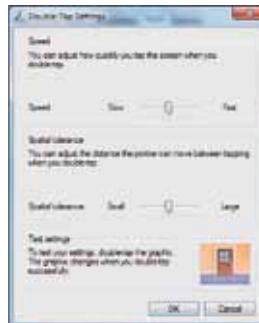 Double-Tap Settings
Speed
You can adjust how quickly you tap the screen when you
double-tap.
Speed: Slow Fast
Spatial tolerance
You can adjust the distance the pointer can move between tapping
when you double-tap.
Spatial tolerance: Small Large
Test settings
To test your settings, double-tap the graphic.
The graphic changes when you double-tap
successfully.
OK Cancel